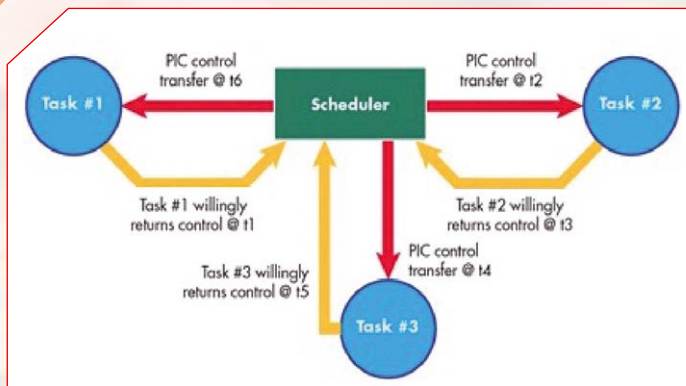 PIC control
transfer @ t6
PIC control
transfer @ t2
Task #1
Scheduler
Task #2
Task #1 willingly
returns control @ t1
Task #2 willingly
returns control @ t3
PIC control
transfer @ t4
Task #3 willingly
returns control @ t5
Task #3